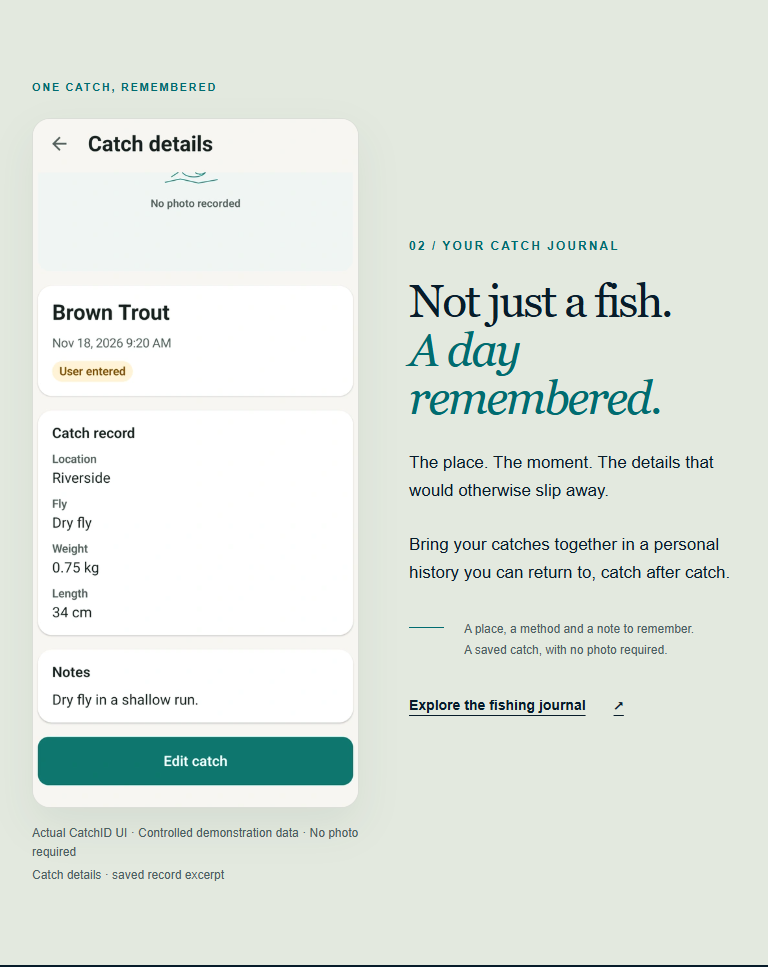 ONE CATCH, REMEMBERED
Catch details
No photo recorded
Brown Trout
Nov 18, 2026 9:20 AM
User entered
Catch record
Location
Riverside
Fly
Dry fly
Weight
0.75 kg
Length
34 cm
Notes
Dry fly in a shallow run.
Edit catch
Actual CatchID UI · Controlled demonstration data · No photo
required
Catch details · saved record excerpt
02 / YOUR CATCH JOURNAL
Not just a fish.
A day
remembered.
The place. The moment. The details that
would otherwise slip away.
Bring your catches together in a personal
history you can return to, catch after catch.
A place, a method and a note to remember.
A saved catch, with no photo required.
Explore the fishing journal ↗